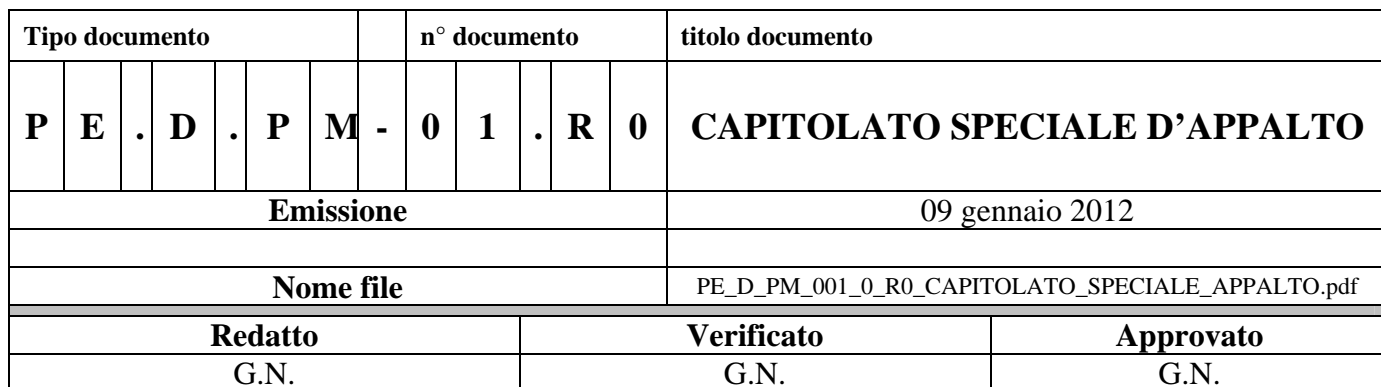 Tipo documento n° documento titolo documento
P E . D . P M - 0 1 . R 0 CAPITOLATO SPECIALE D’APPALTO
Emissione 09 gennaio 2012
Nome file PE_D_PM_001_0_R0_CAPITOLATO_SPECIALE_APPALTO.pdf
Redatto Verificato Approvato
G.N. G.N. G.N.